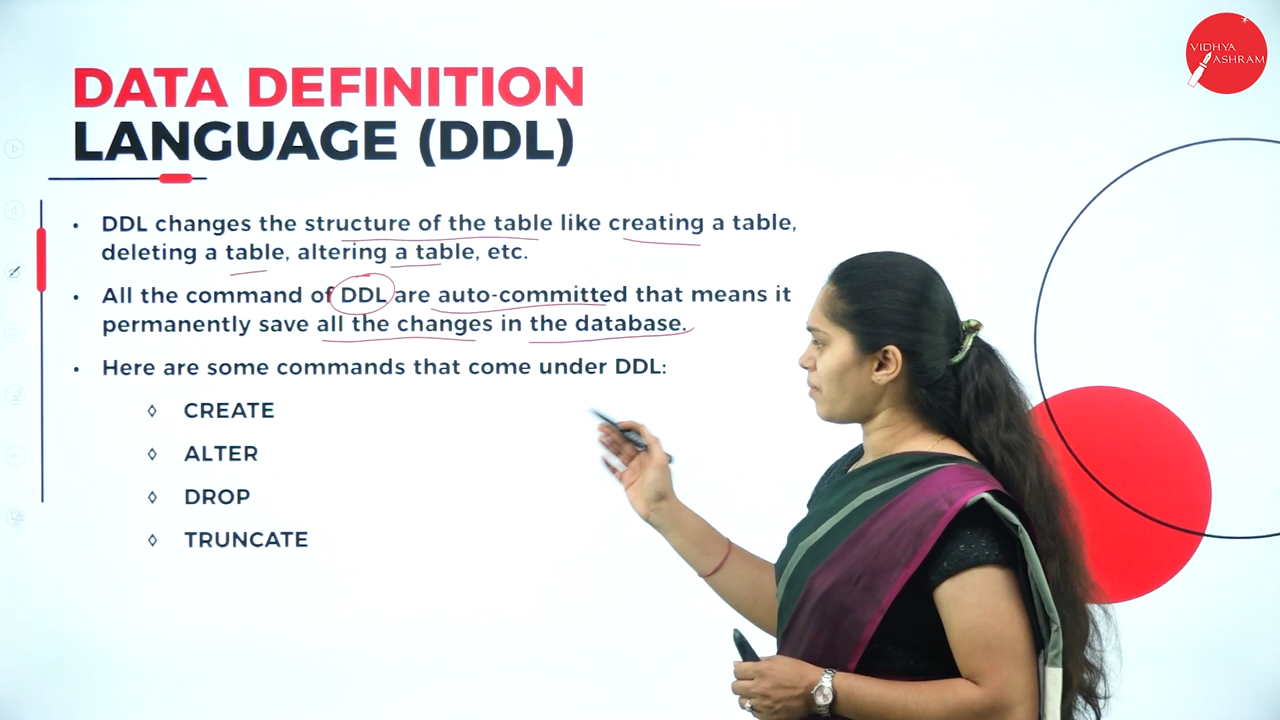 VIDHYA
ASHRAM
DATA DEFINITION
LANGUAGE (DDL)
• DDL changes the structure of the table like creating a table,
deleting a table, altering a table, etc.
• All the command of DDL are auto-committed that means it
permanently save all the changes in the database.
• Here are some commands that come under DDL:
◊ CREATE
◊ ALTER
◊ DROP
◊ TRUNCATE